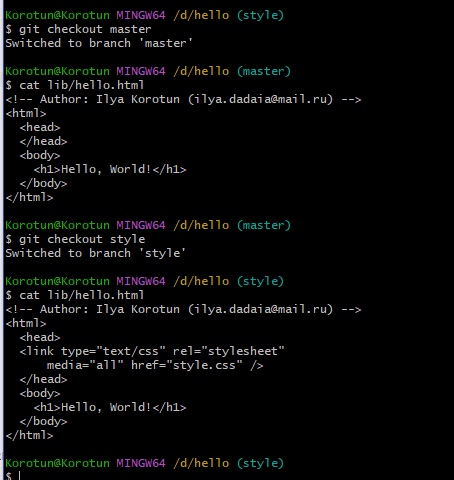 Korotun@Korotun MINGW64 /d/hello (style)
$ git checkout master
Switched to branch 'master'

Korotun@Korotun MINGW64 /d/hello (master)
$ cat lib/hello.html
<!-- Author: Ilya Korotun (ilya.dadaia@mail.ru) -->
<html>
  <head>
  </head>
  <body>
    <h1>Hello, World!</h1>
  </body>
</html>

Korotun@Korotun MINGW64 /d/hello (master)
$ git checkout style
Switched to branch 'style'

Korotun@Korotun MINGW64 /d/hello (style)
$ cat lib/hello.html
<!-- Author: Ilya Korotun (ilya.dadaia@mail.ru) -->
<html>
  <head>
  <link type="text/css" rel="stylesheet"
      media="all" href="style.css" />
  </head>
  <body>
    <h1>Hello, World!</h1>
  </body>
</html>

Korotun@Korotun MINGW64 /d/hello (style)
$